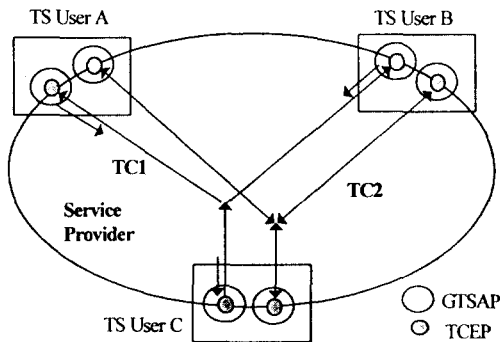 TS User A
TS User B
TC1
TC2
Service
Provider
TS User C
GTSAP
TCEP